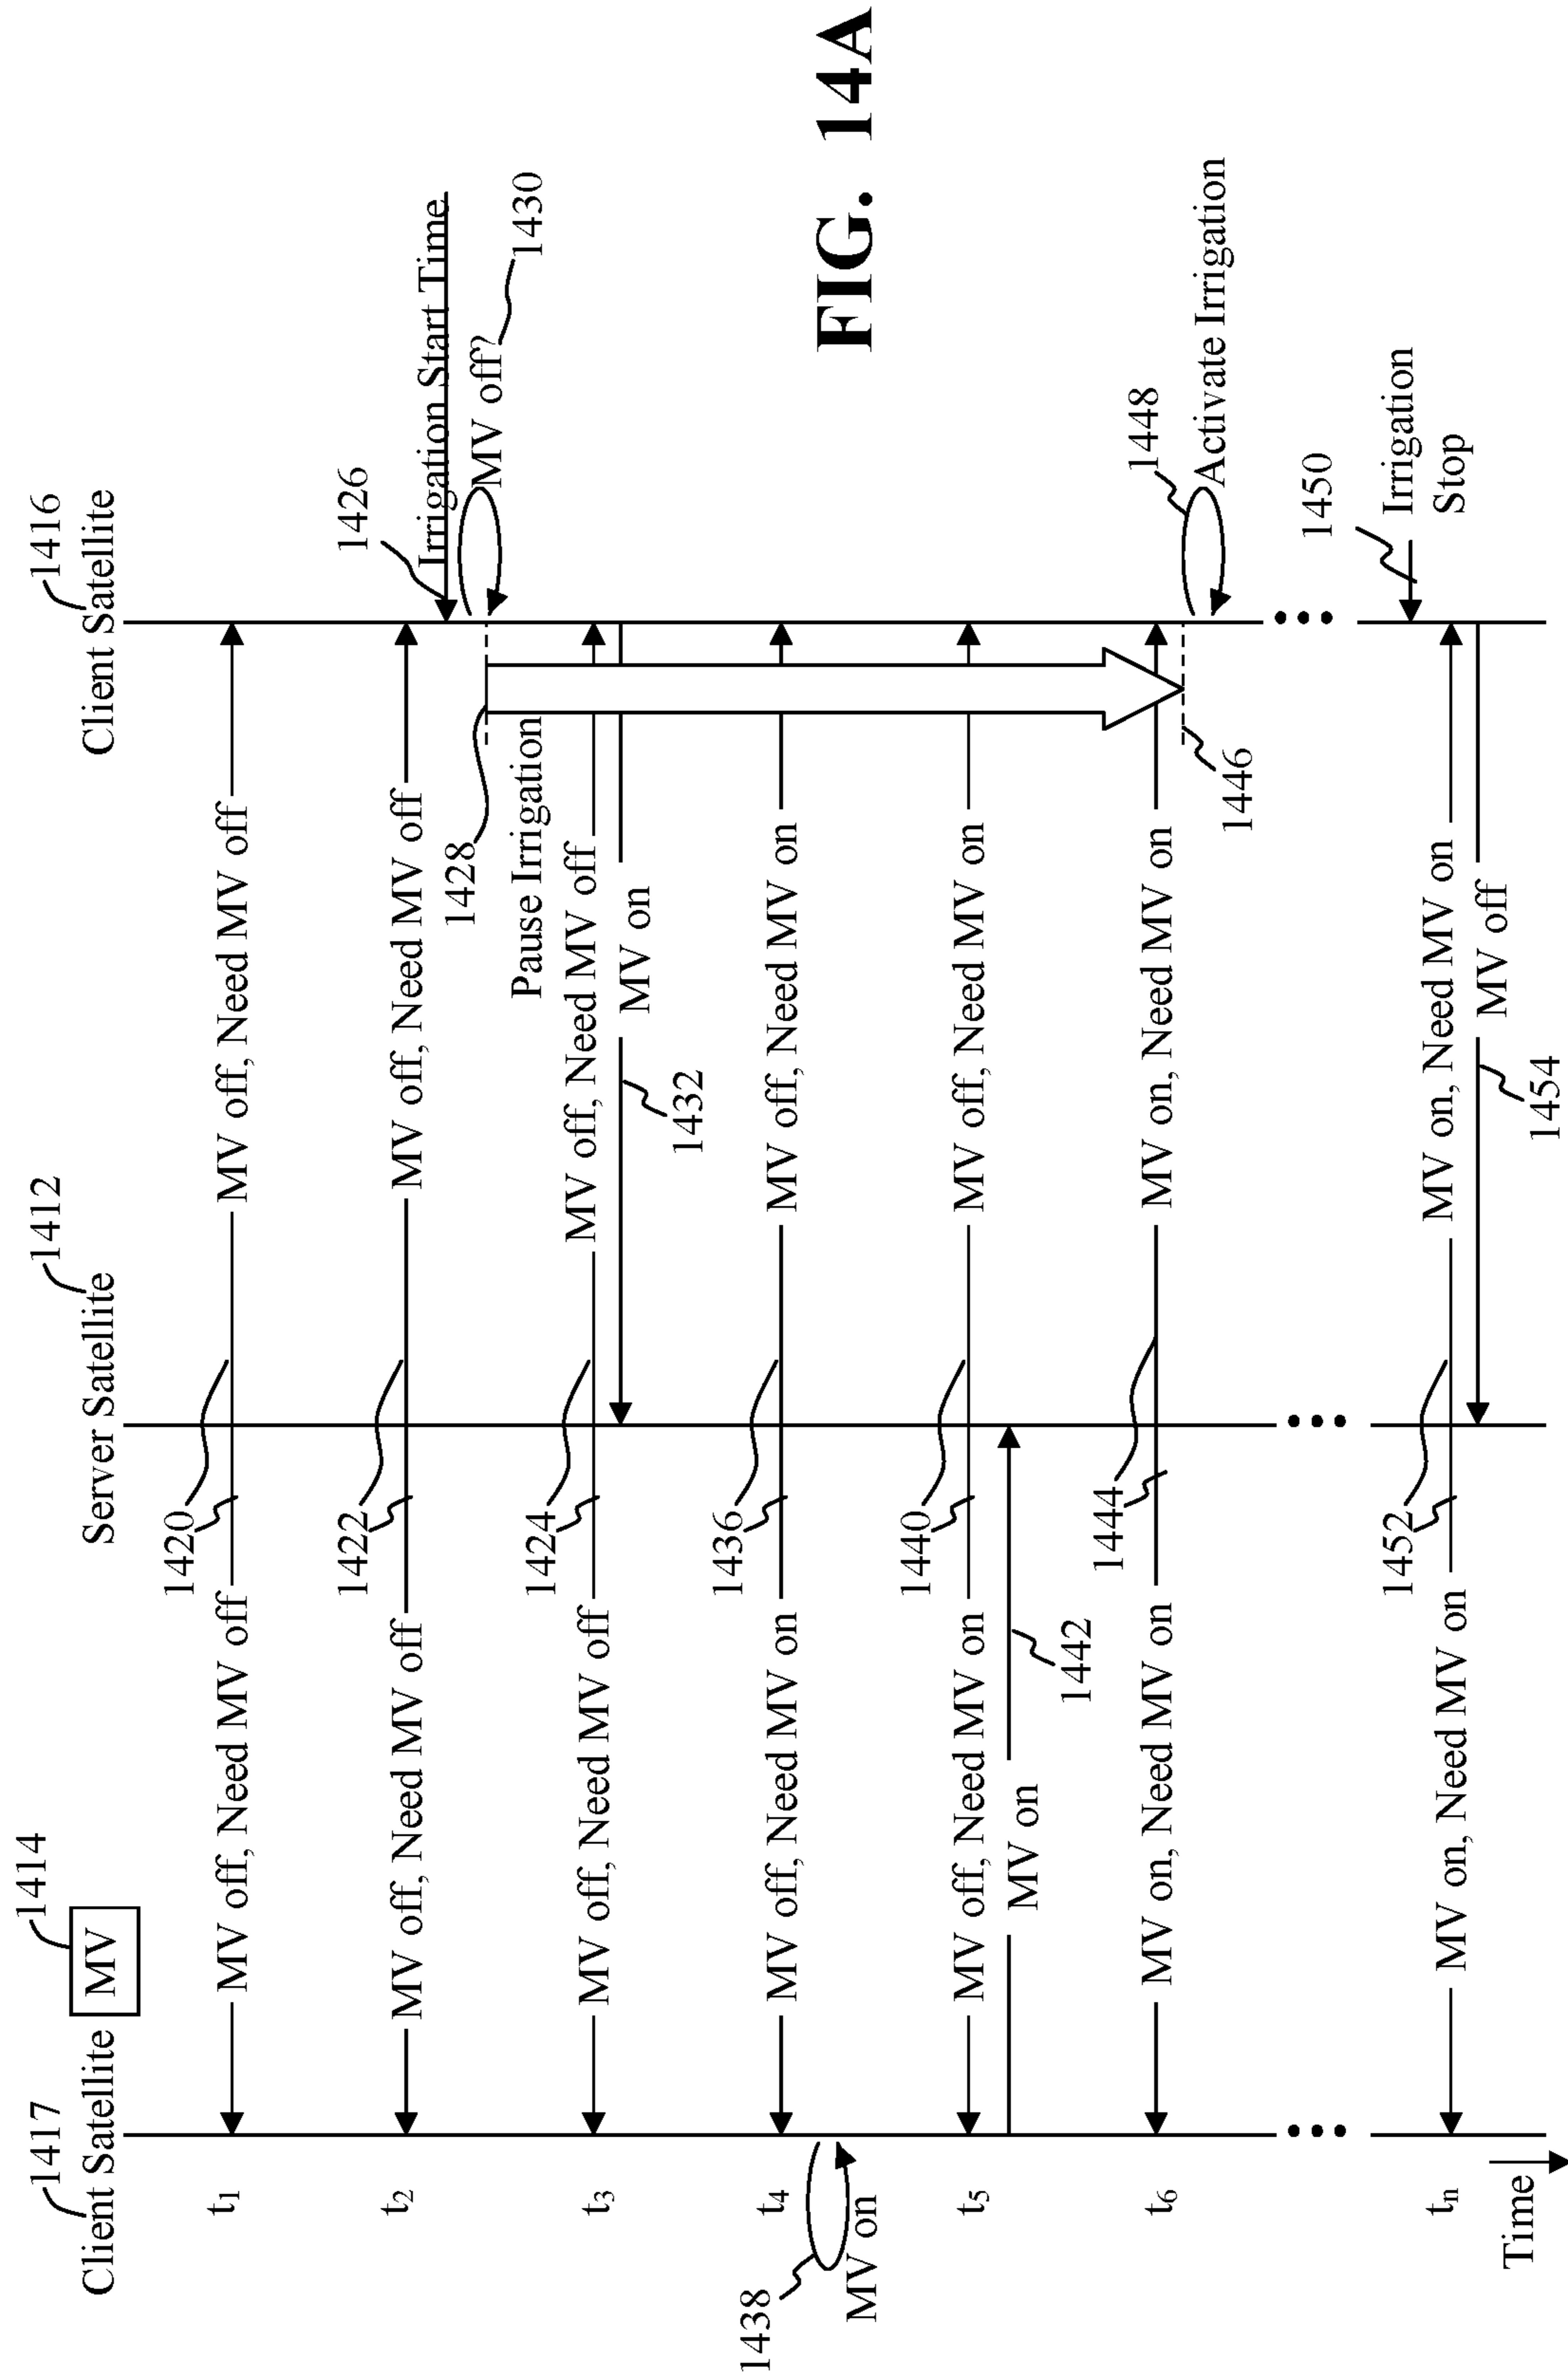 1417
Client Satellite
1414
MV
1412
Server Satellite
1416
Client Satellite
t1
MV off, Need MV off
1420
MV off, Need MV off
t2
MV off, Need MV off
1422
MV off, Need MV off
1426
Irrigation Start Time
MV off?
1430
1428
Pause Irrigation
t3
MV off, Need MV off
1424
MV off, Need MV off
MV on
1432
t4
MV off, Need MV on
1436
MV off, Need MV on
1438
MV on
t5
MV off, Need MV on
1440
MV off, Need MV on
MV on
1442
t6
MV on, Need MV on
1444
MV on, Need MV on
1446
1448
Activate Irrigation
1450
Irrigation
Stop
tn
MV on, Need MV on
1452
MV on, Need MV on
MV off
1454
Time
FIG. 14A